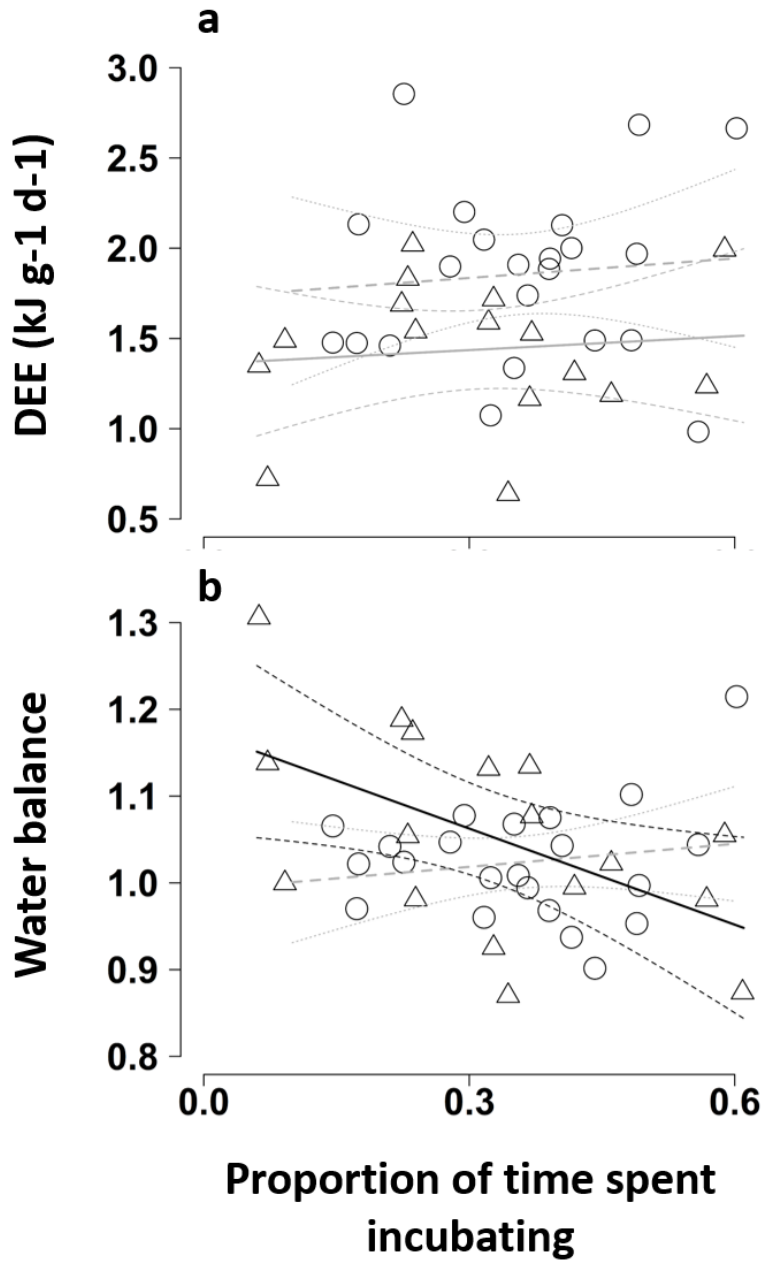 a
DEE (kJ g-1 d-1)
3.0
2.5
2.0
1.5
1.0
0.5
b
Water balance
1.3
1.2
1.1
1.0
0.9
0.8
0.0 0.3 0.6
Proportion of time spent
incubating